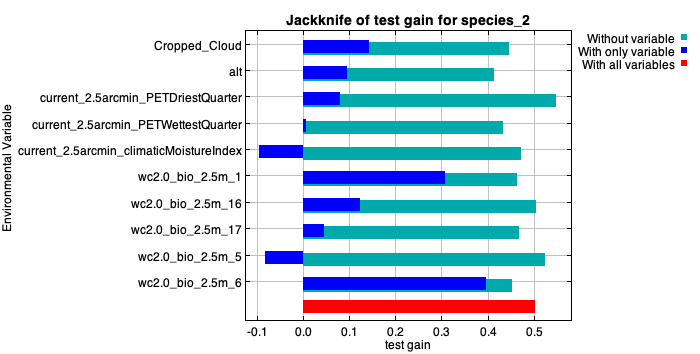 Jackknife of test gain for species_2
Without variable
With only variable
With all variables
Environmental Variable
Cropped_Cloud
alt
current_2.5arcmin_PETDriestQuarter
current_2.5arcmin_PETWettestQuarter
current_2.5arcmin_climaticMoistureIndex
wc2.0_bio_2.5m_1
wc2.0_bio_2.5m_16
wc2.0_bio_2.5m_17
wc2.0_bio_2.5m_5
wc2.0_bio_2.5m_6
-0.1 0.0 0.1 0.2 0.3 0.4 0.5
test gain